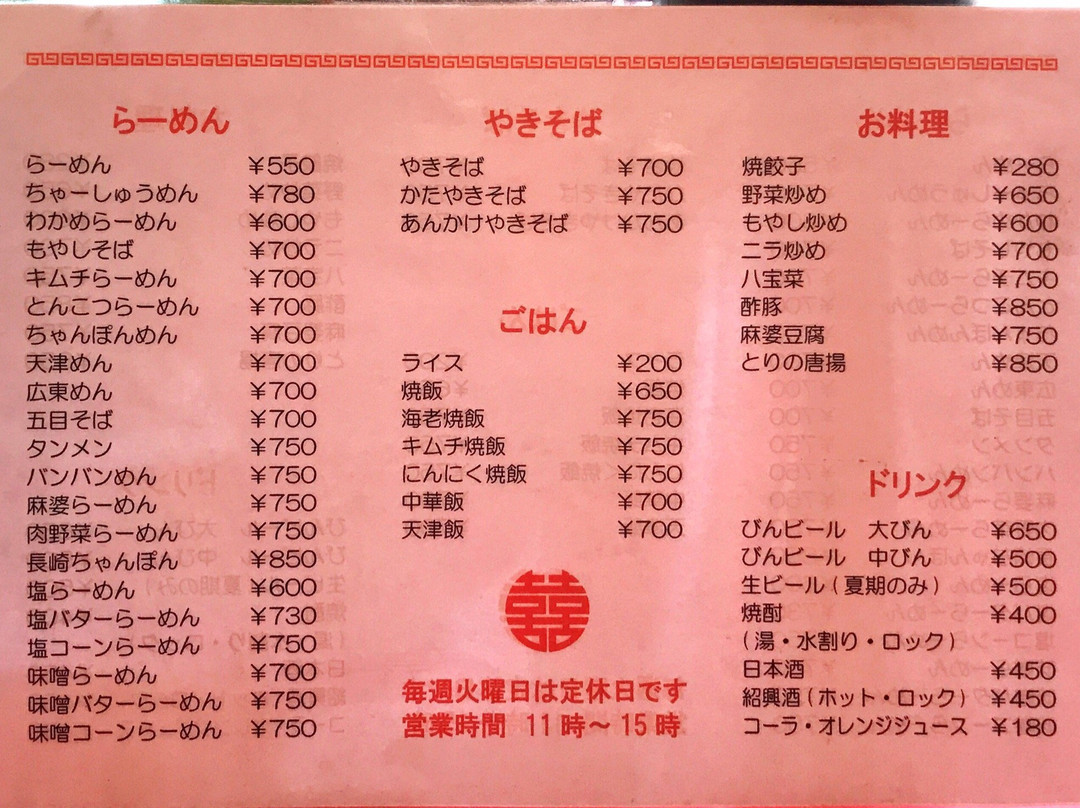 らーめん
らーめん ¥550
ちゃーしゅうめん ¥780
わかめらーめん ¥600
もやしそば ¥700
キムチらーめん ¥700
とんこつらーめん ¥700
ちゃんぽんめん ¥700
天津めん ¥700
広東めん ¥700
五目そば ¥700
タンメン ¥750
バンバンめん ¥750
麻婆らーめん ¥750
肉野菜らーめん ¥750
長崎ちゃんぽん ¥850
塩らーめん ¥600
塩バターらーめん ¥730
塩コーンらーめん ¥750
味噌らーめん ¥700
味噌バターらーめん ¥750
味噌コーンらーめん ¥750
やきそば
やきそば ¥700
かたやきそば ¥750
あんかけやきそば ¥750
ごはん
ライス ¥200
焼飯 ¥650
海老焼飯 ¥750
キムチ焼飯 ¥750
にんにく焼飯 ¥750
中華飯 ¥700
天津飯 ¥700
囍
毎週火曜日は定休日です
営業時間 11時〜15時
お料理
焼餃子 ¥280
野菜炒め ¥650
もやし炒め ¥600
ニラ炒め ¥700
八宝菜 ¥750
酢豚 ¥850
麻婆豆腐 ¥750
とりの唐揚 ¥850
ドリンク
びんビール 大びん ¥650
びんビール 中びん ¥500
生ビール(夏期のみ) ¥500
焼酎 ¥400
(湯・水割り・ロック)
日本酒 ¥450
紹興酒(ホット・ロック) ¥450
コーラ・オレンジジュース ¥180